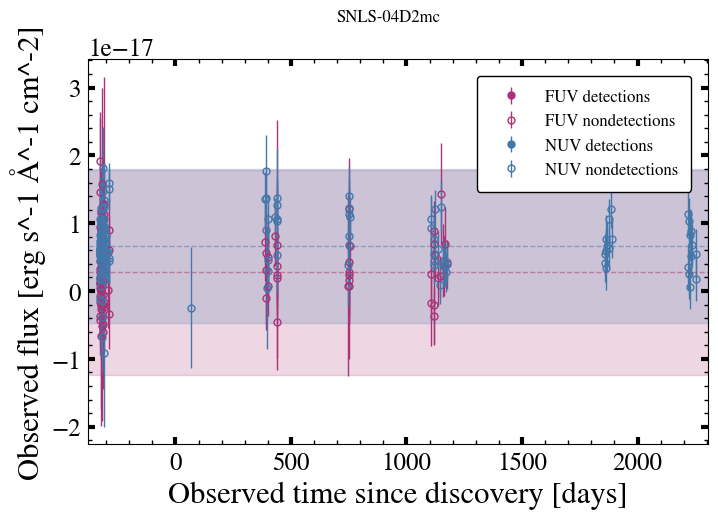 SNLS-04D2mc
1e−17
Observed flux [erg s^-1 Å^-1 cm^-2]
3
2
1
0
−1
−2
FUV detections
FUV nondetections
NUV detections
NUV nondetections
0 500 1000 1500 2000
Observed time since discovery [days]